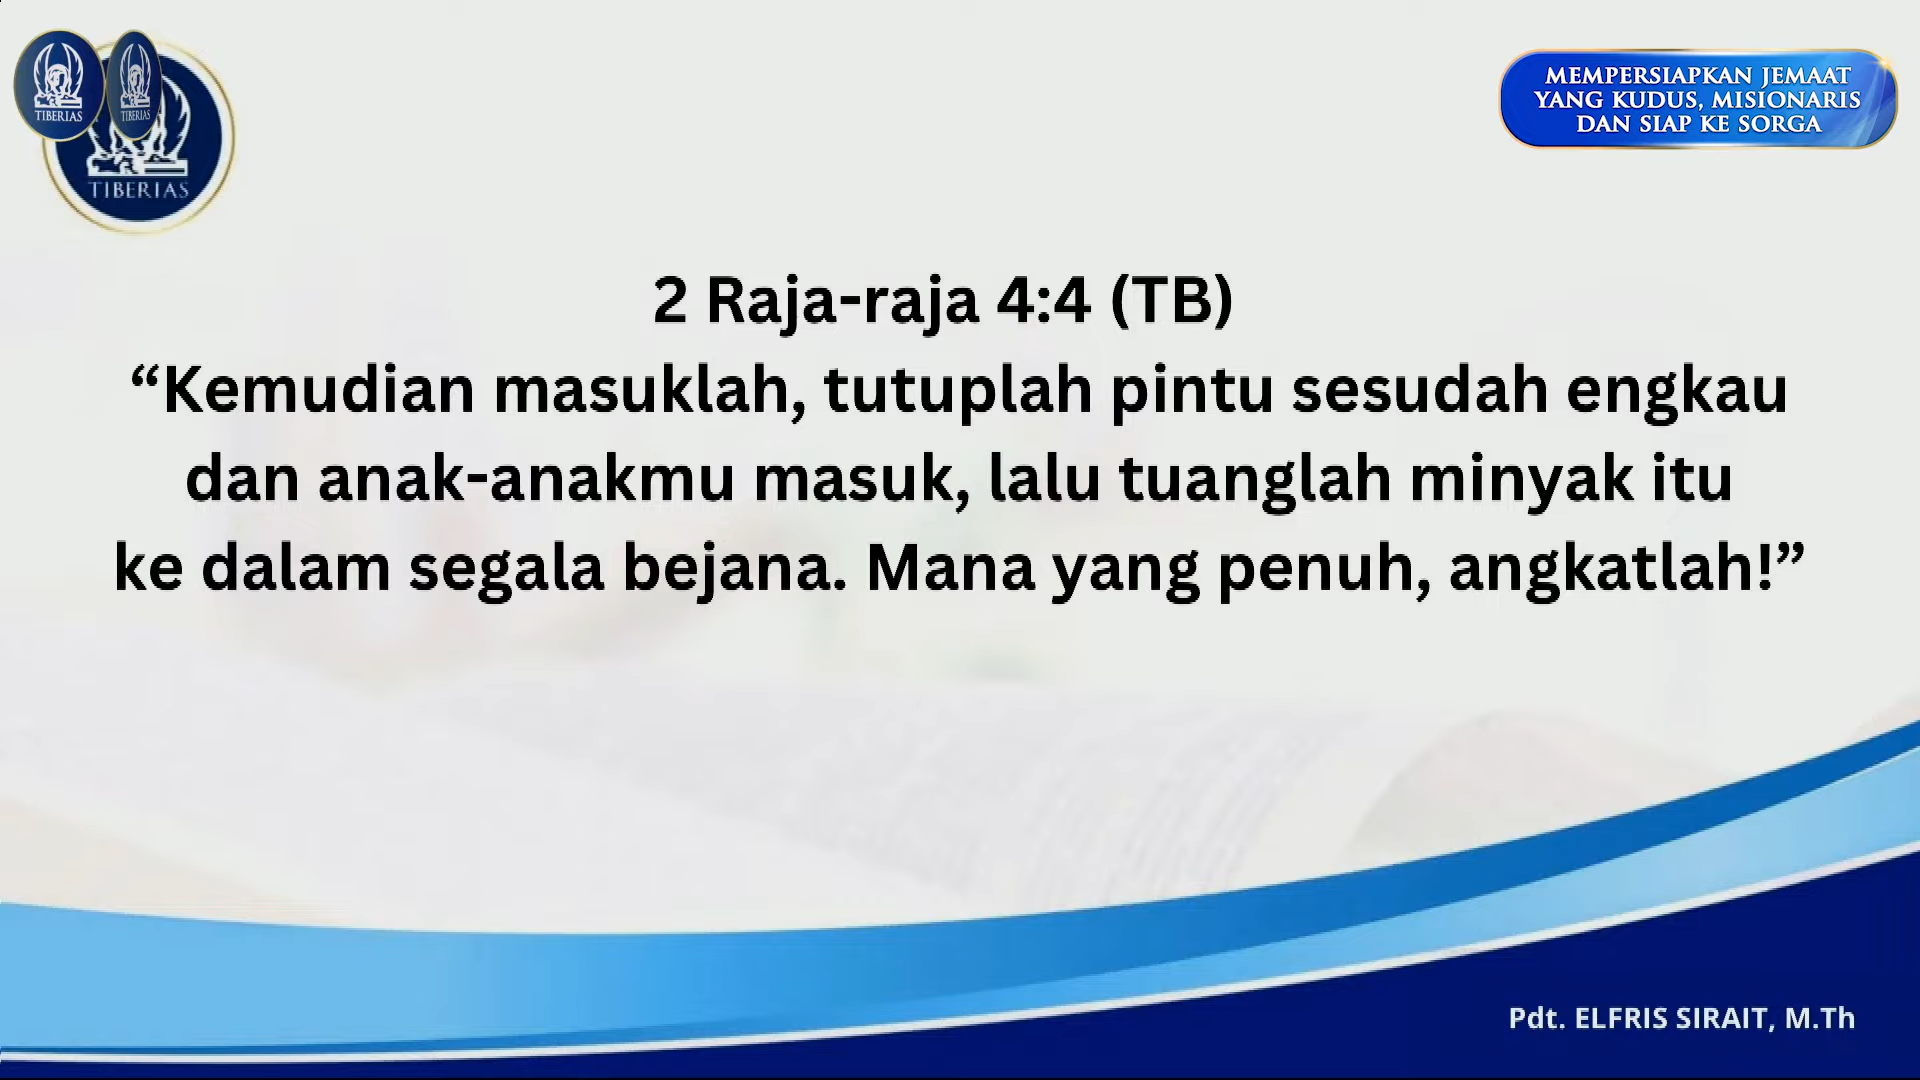 TIBERIAS
TIBERIAS
TIBERIAS
MEMPERSIAPKAN JEMAAT
YANG KUDUS, MISIONARIS
DAN SIAP KE SORGA
2 Raja-raja 4:4 (TB)
“Kemudian masuklah, tutuplah pintu sesudah engkau
dan anak-anakmu masuk, lalu tuanglah minyak itu
ke dalam segala bejana. Mana yang penuh, angkatlah!”
Pdt. ELFRIS SIRAIT, M.Th